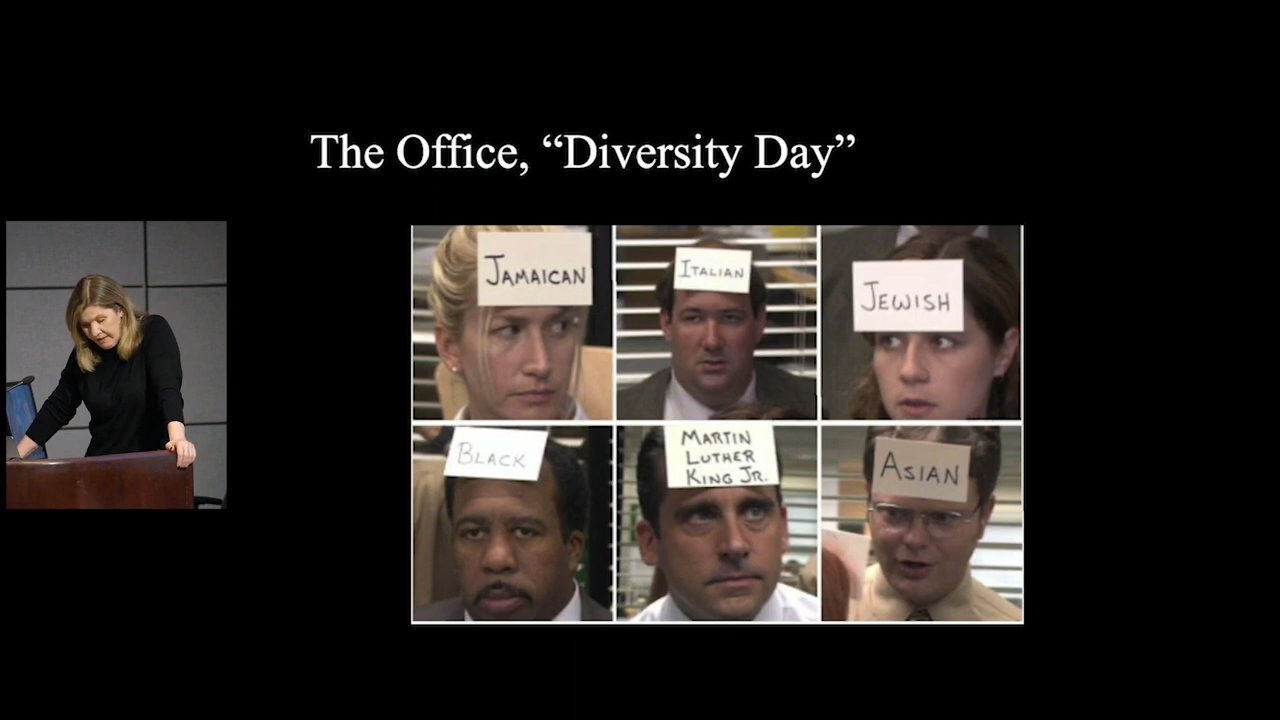 The Office, “Diversity Day”
JAMAICAN
ITALIAN
JEWISH
BLACK
MARTIN
LUTHER
KING JR.
ASIAN